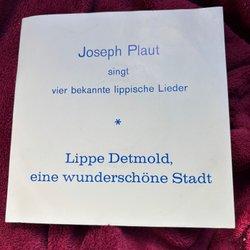 Joseph Plaut
singt
vier bekannte lippische Lieder
*
Lippe Detmold,
eine wunderschöne Stadt